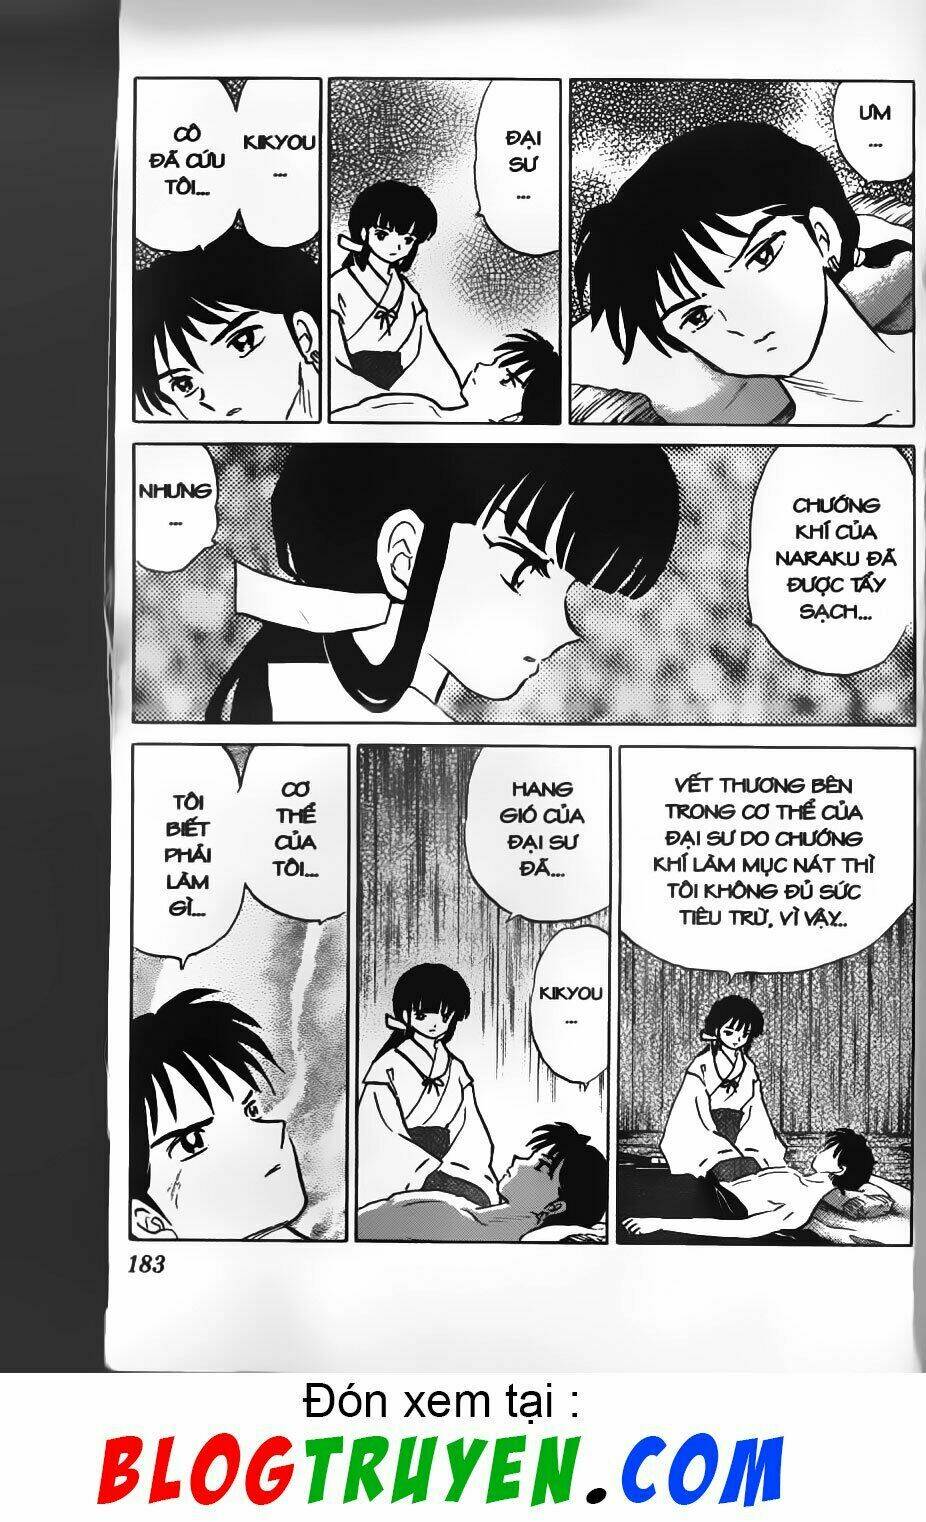 ƯM
...
ĐẠI
SƯ
...
KIKYOU
...
CÔ
ĐÃ CỨU
TÔI...
CHƯỚNG
KHÍ CỦA
NARAKU ĐÃ
ĐƯỢC TẨY
SẠCH...
NHƯNG
...
VẾT THƯƠNG BÊN
TRONG CƠ THỂ CỦA
ĐẠI SƯ DO CHƯỚNG
KHÍ LÀM MỤC NÁT THÌ
TÔI KHÔNG ĐỦ SỨC
TIÊU TRỪ, VÌ VẬY...
HANG
GIÓ CỦA
ĐẠI SƯ
ĐÃ...
KIKYOU
...
CƠ
THỂ
CỦA
TÔI...
TÔI
BIẾT
PHẢI
LÀM
GÌ...
183
Đón xem tại :
BLOGTRUYEN.COM